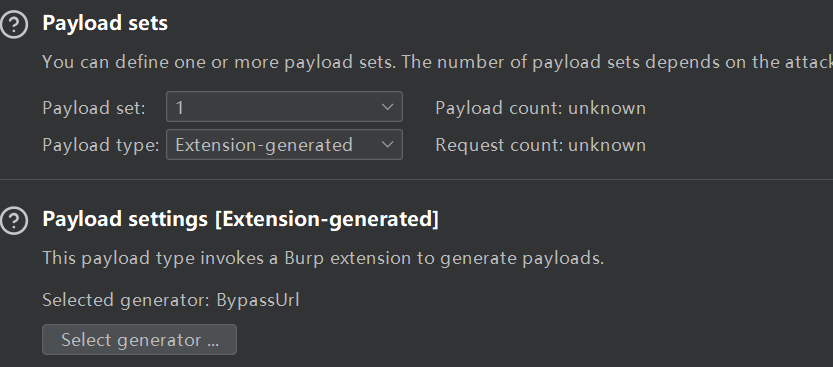 Payload sets
You can define one or more payload sets. The number of payload sets depends on the attack
Payload set: 1 Payload count: unknown
Payload type: Extension-generated Request count: unknown
Payload settings [Extension-generated]
This payload type invokes a Burp extension to generate payloads.
Selected generator: BypassUrl
Select generator ...